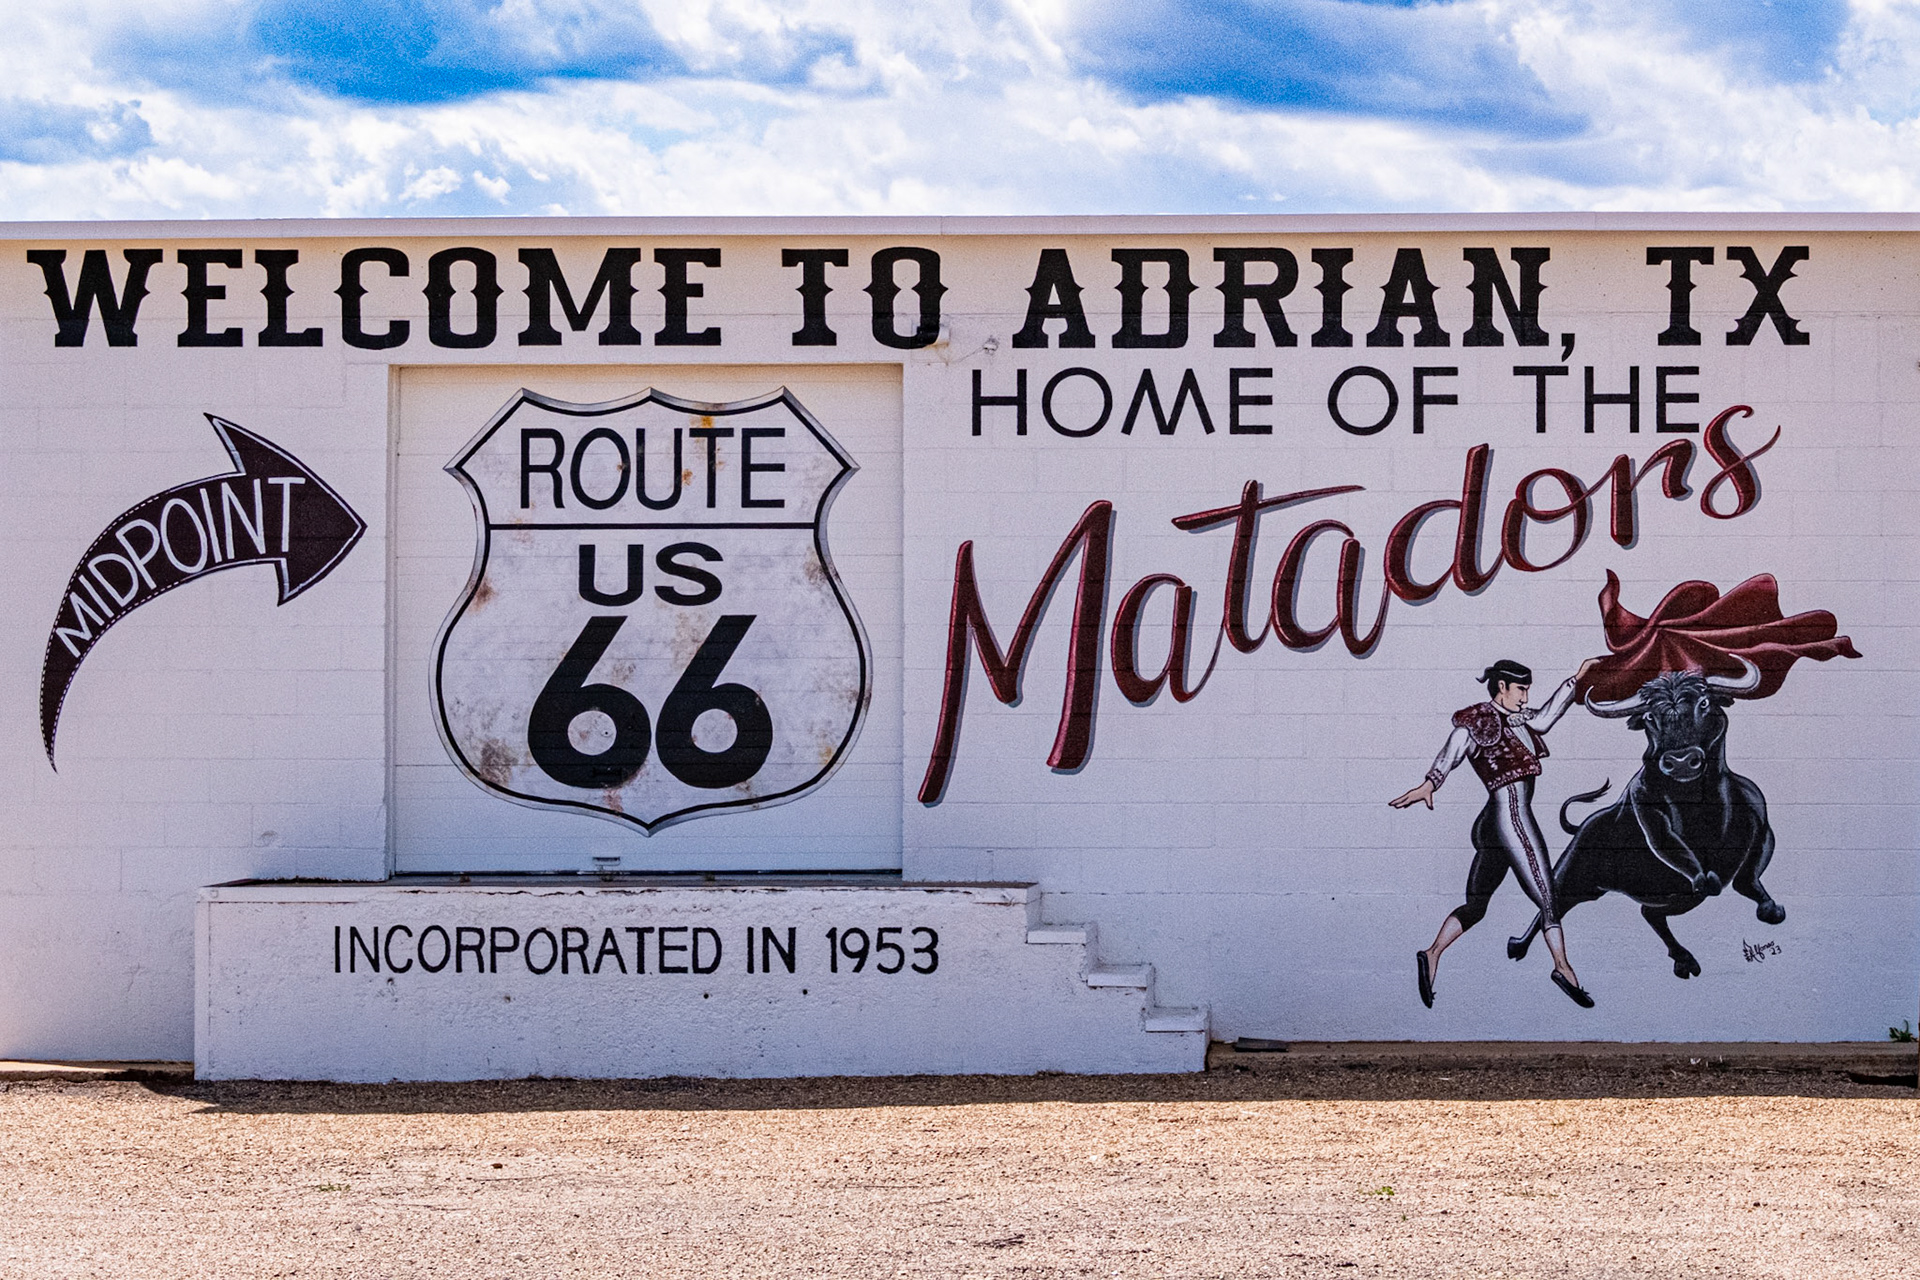 WELCOME TO ADRIAN, TX
HOME OF THE
Matadors
MIDPOINT
ROUTE
US
66
INCORPORATED IN 1953